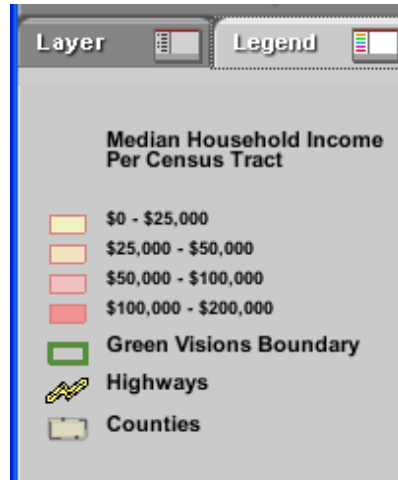 Layer Legend
Median Household Income
Per Census Tract
$0 - $25,000
$25,000 - $50,000
$50,000 - $100,000
$100,000 - $200,000
Green Visions Boundary
Highways
Counties